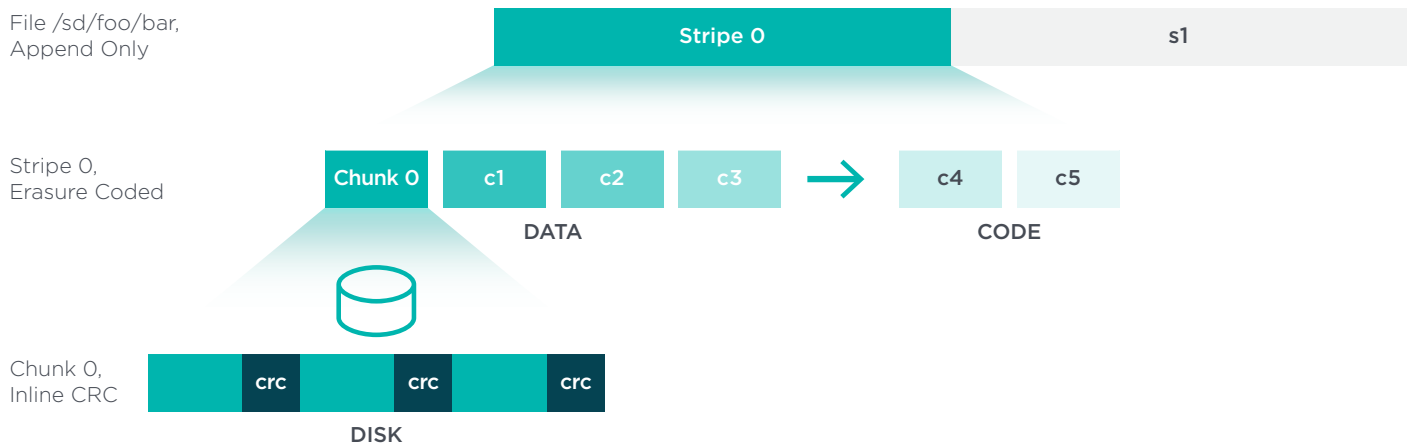 File /sd/foo/bar,
Append Only
Stripe 0
s1
Stripe 0,
Erasure Coded
Chunk 0
c1
c2
c3
c4
c5
DATA
CODE
Chunk 0,
Inline CRC
crc
crc
crc
DISK